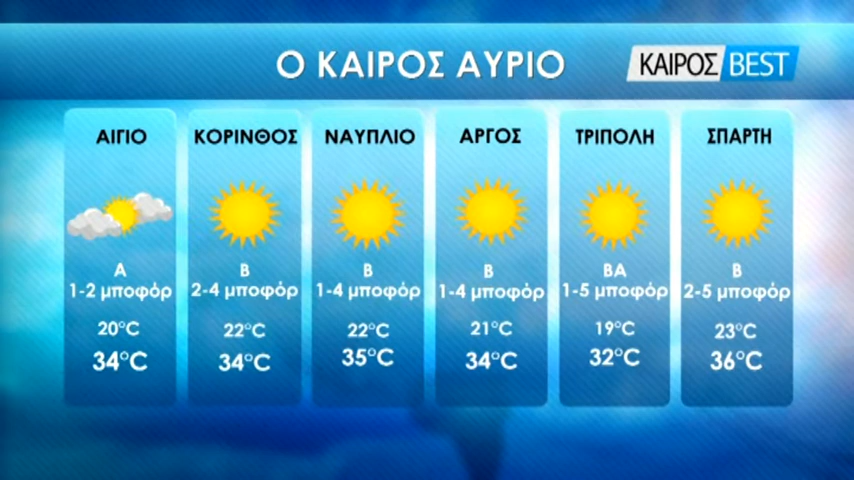 Ο ΚΑΙΡΟΣ ΑΥΡΙΟ
ΚΑΙΡΟΣ BEST
ΑΙΓΙΟ
Α
1-2 μποφόρ
20°C
34°C
ΚΟΡΙΝΘΟΣ
Β
2-4 μποφόρ
22°C
34°C
ΝΑΥΠΛΙΟ
Β
1-4 μποφόρ
22°C
35°C
ΑΡΓΟΣ
Β
1-4 μποφόρ
21°C
34°C
ΤΡΙΠΟΛΗ
ΒΑ
1-5 μποφόρ
19°C
32°C
ΣΠΑΡΤΗ
Β
2-5 μποφόρ
23°C
36°C